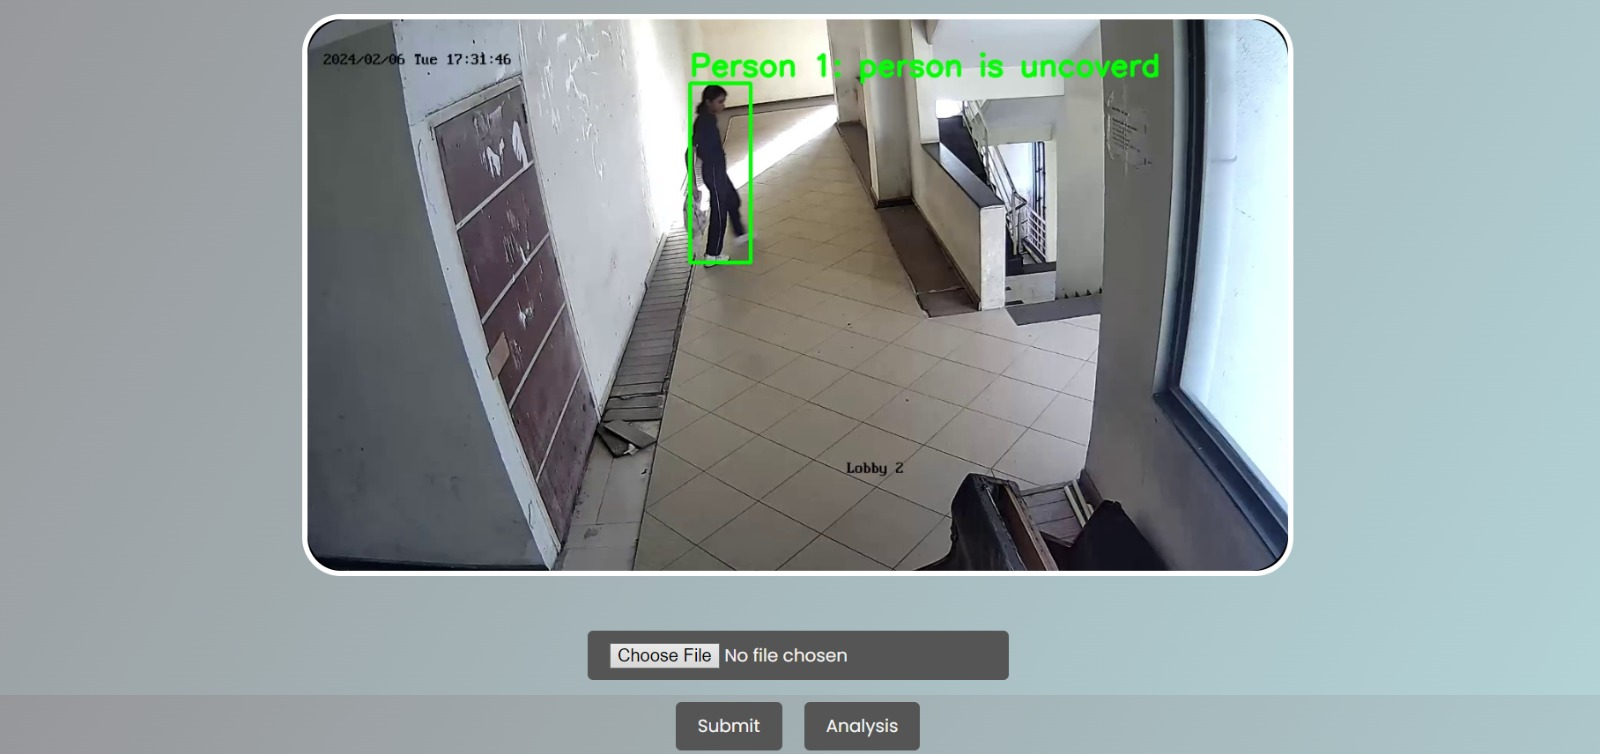 2024/02/06 Tue 17:31:46
Person 1: person is uncoverd
Lobby 2
Choose File No file chosen
Submit
Analysis